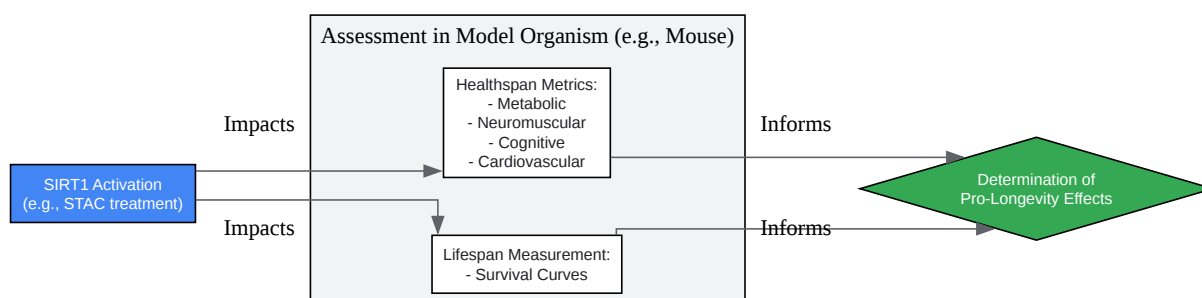 Assessment in Model Organism (e.g., Mouse)
Healthspan Metrics:
- Metabolic
- Neuromuscular
- Cognitive
- Cardiovascular
Impacts
Informs
SIRT1 Activation
(e.g., STAC treatment)
Determination of
Pro-Longevity Effects
Impacts
Informs
Lifespan Measurement:
- Survival Curves